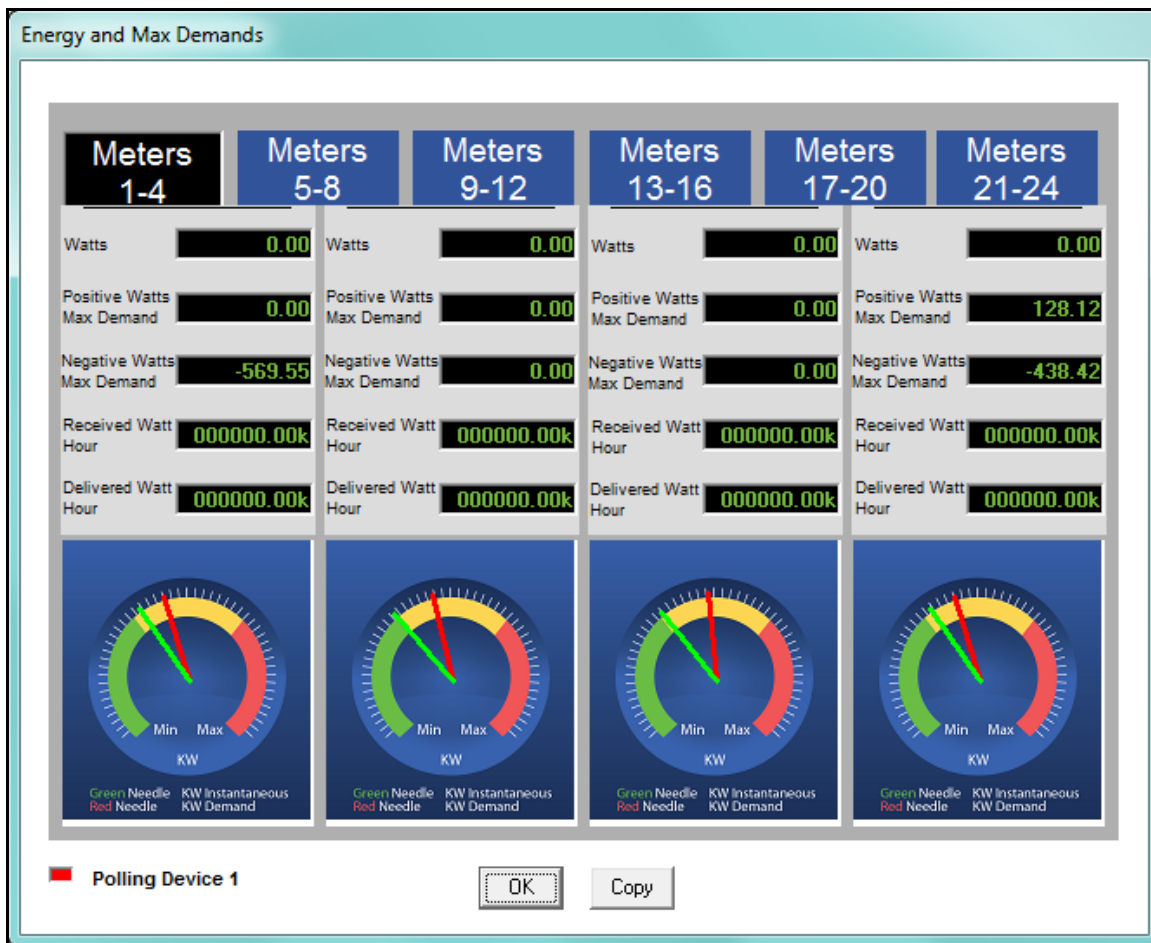 Energy and Max Demands
Meters Meters Meters Meters Meters Meters
1-4 5-8 9-12 13-16 17-20 21-24
Watts 0.00 Watts 0.00 Watts 0.00 Watts 0.00
Positive Watts Positive Watts Positive Watts Positive Watts
Max Demand 0.00 Max Demand 0.00 Max Demand 0.00 Max Demand 128.12
Negative Watts Negative Watts Negative Watts Negative Watts
Max Demand -569.55 Max Demand 0.00 Max Demand 0.00 Max Demand -438.42
Received Watt Received Watt Received Watt Received Watt
Hour 000000.00k Hour 000000.00k Hour 000000.00k Hour 000000.00k
Delivered Watt Delivered Watt Delivered Watt Delivered Watt
Hour 000000.00k Hour 000000.00k Hour 000000.00k Hour 000000.00k
Min Max Min Max Min Max Min Max
KW KW KW KW
Green Needle KW Instantaneous Green Needle KW Instantaneous Green Needle KW Instantaneous Green Needle KW Instantaneous
Red Needle KW Demand Red Needle KW Demand Red Needle KW Demand Red Needle KW Demand
Polling Device 1 OK Copy